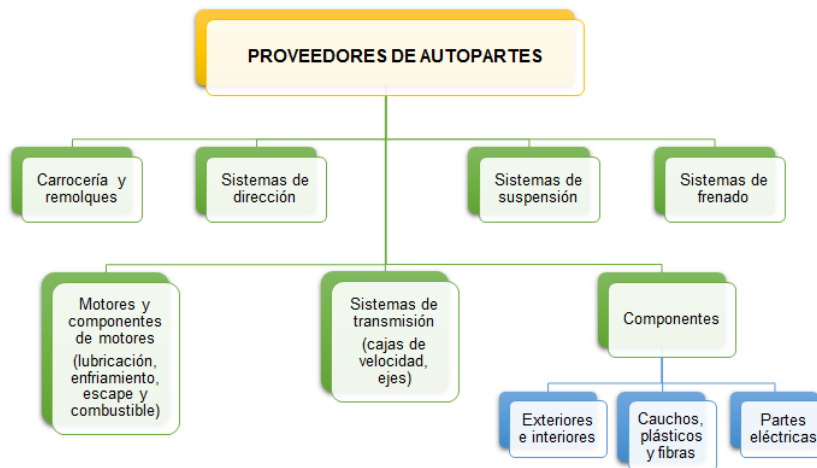 PROVEEDORES DE AUTOPARTES
Carrocería y
remolques
Sistemas de
dirección
Sistemas de
suspensión
Sistemas de
frenado
Motores y
componentes
de motores
(lubricación,
enfriamiento,
escape y
combustible)
Sistemas de
transmisión
(cajas de
velocidad,
ejes)
Componentes
Exteriores
e interiores
Cauchos,
plásticos
y fibras
Partes
eléctricas